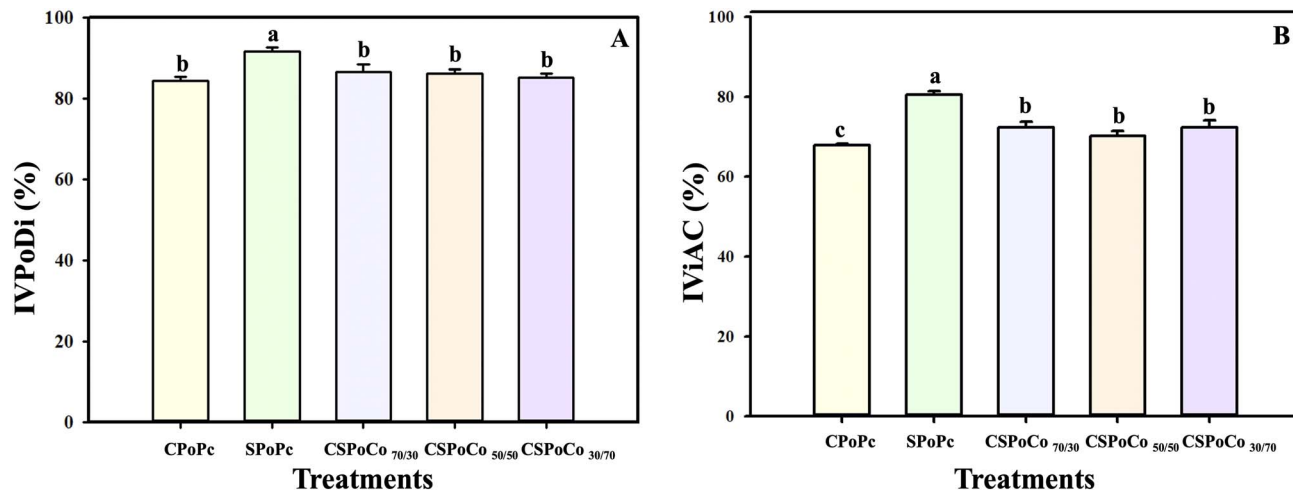 A
IVPoDi (%)
100
80
60
40
20
0
b
a
b
b
b
CPoPc SPoPc CSPoCo 70/30 CSPoCo 50/50 CSPoCo 30/70
Treatments
B
IViAC (%)
100
80
60
40
20
0
c
a
b
b
b
CPoPc SPoPc CSPoCo 70/30 CSPoCo 50/50 CSPoCo 30/70
Treatments